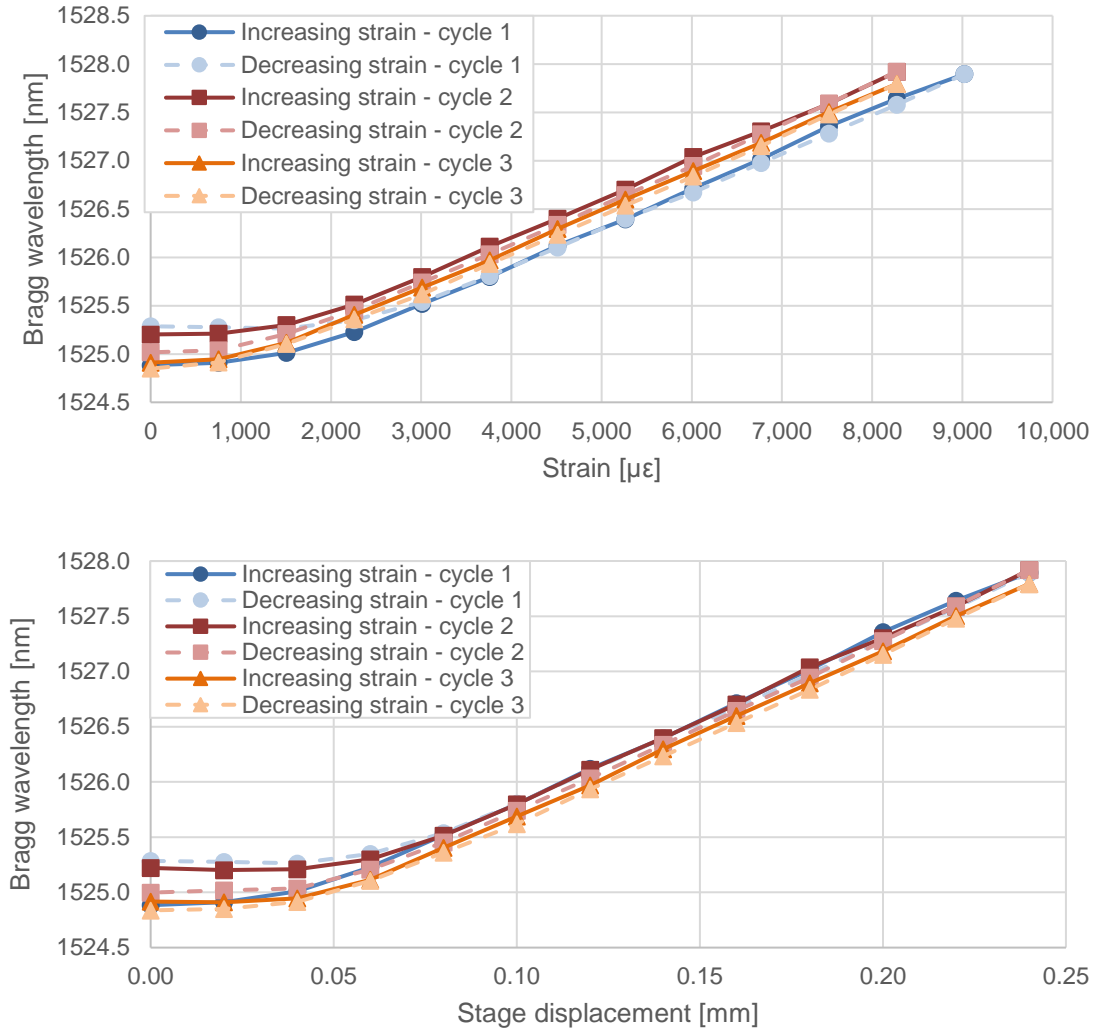 1528.5
1528.0
1527.5
1527.0
1526.5
1526.0
1525.5
1525.0
1524.5
Bragg wavelength [nm]
Increasing strain - cycle 1
Decreasing strain - cycle 1
Increasing strain - cycle 2
Decreasing strain - cycle 2
Increasing strain - cycle 3
Decreasing strain - cycle 3
0 1,000 2,000 3,000 4,000 5,000 6,000 7,000 8,000 9,000 10,000
Strain [µε]
1528.0
1527.5
1527.0
1526.5
1526.0
1525.5
1525.0
1524.5
Bragg wavelength [nm]
Increasing strain - cycle 1
Decreasing strain - cycle 1
Increasing strain - cycle 2
Decreasing strain - cycle 2
Increasing strain - cycle 3
Decreasing strain - cycle 3
0.00 0.05 0.10 0.15 0.20 0.25
Stage displacement [mm]